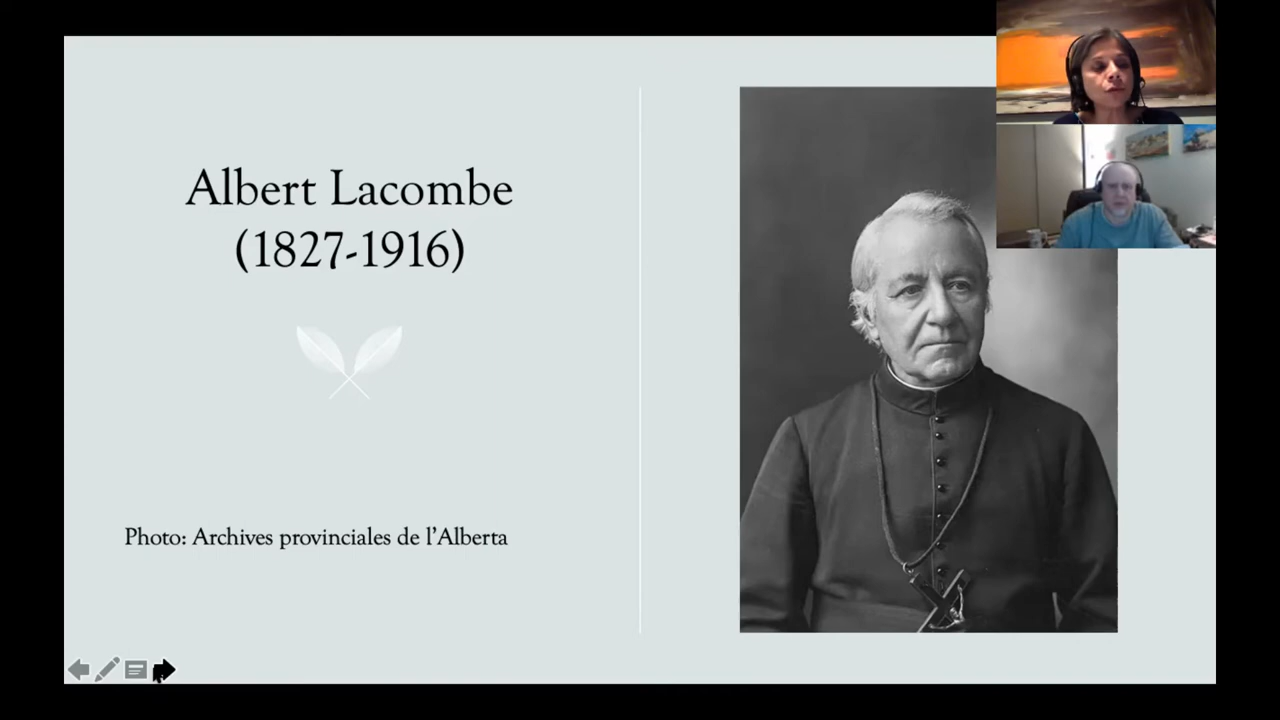 Albert Lacombe
(1827-1916)
Photo: Archives provinciales de l’Alberta